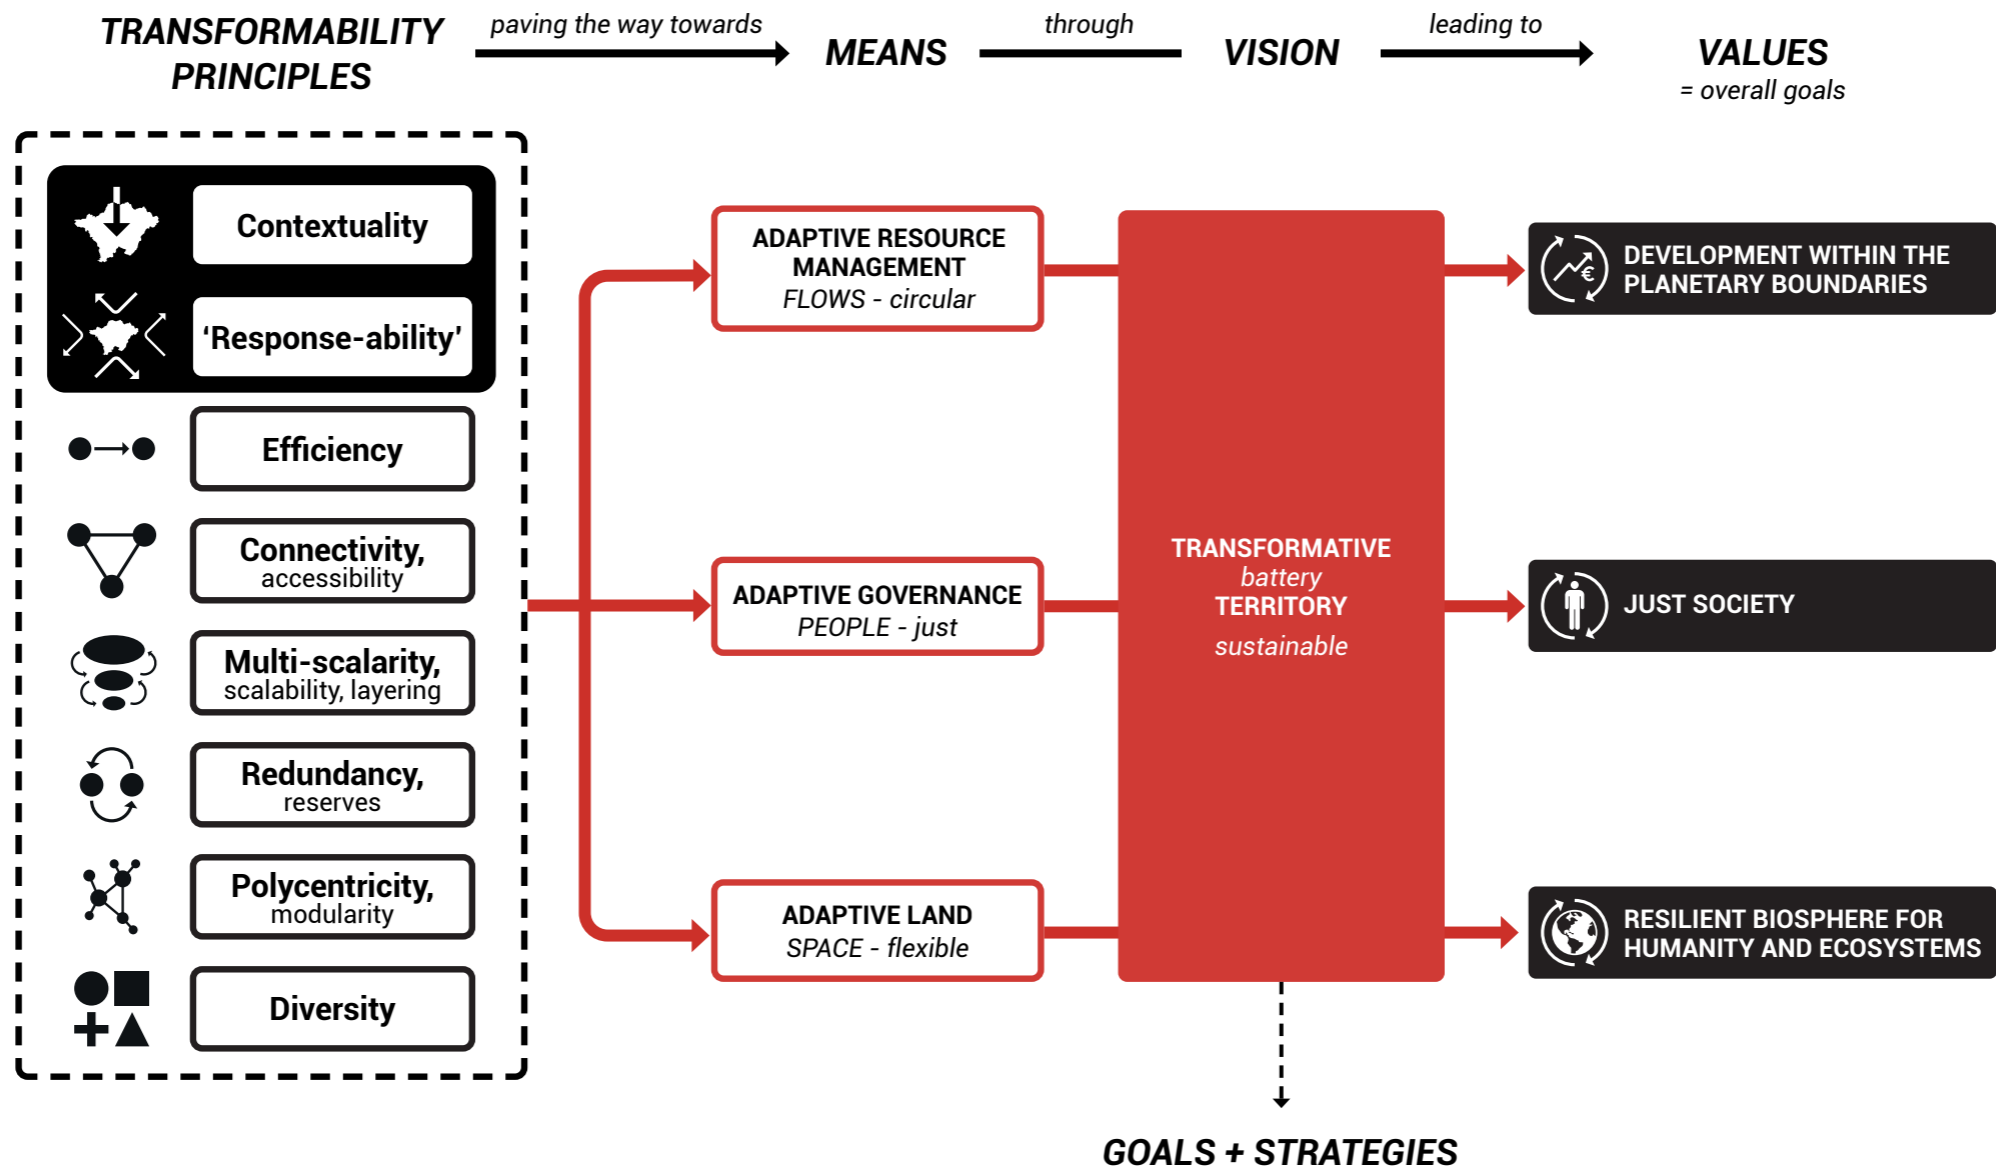 TRANSFORMABILITY
PRINCIPLES
paving the way towards
MEANS
through
VISION
leading to
VALUES
= overall goals
Contextuality
‘Response-ability’
Efficiency
Connectivity,
accessibility
Multi-scalarity,
scalability, layering
Redundancy,
reserves
Polycentricity,
modularity
Diversity
ADAPTIVE RESOURCE
MANAGEMENT
FLOWS - circular
ADAPTIVE GOVERNANCE
PEOPLE - just
ADAPTIVE LAND
SPACE - flexible
TRANSFORMATIVE
battery
TERRITORY
sustainable
€
DEVELOPMENT WITHIN THE
PLANETARY BOUNDARIES
JUST SOCIETY
RESILIENT BIOSPHERE FOR
HUMANITY AND ECOSYSTEMS
GOALS + STRATEGIES